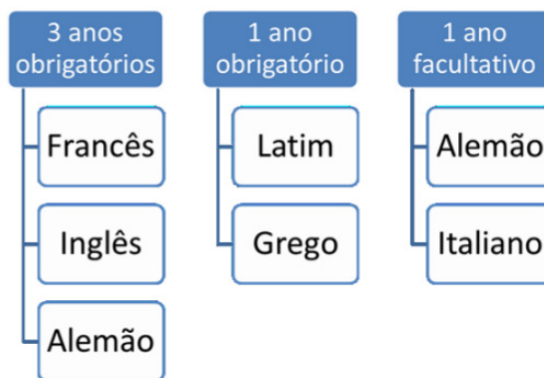 3 anos
obrigatórios
Francês
Inglês
Alemão
1 ano
obrigatório
Latim
Grego
1 ano
facultativo
Alemão
Italiano